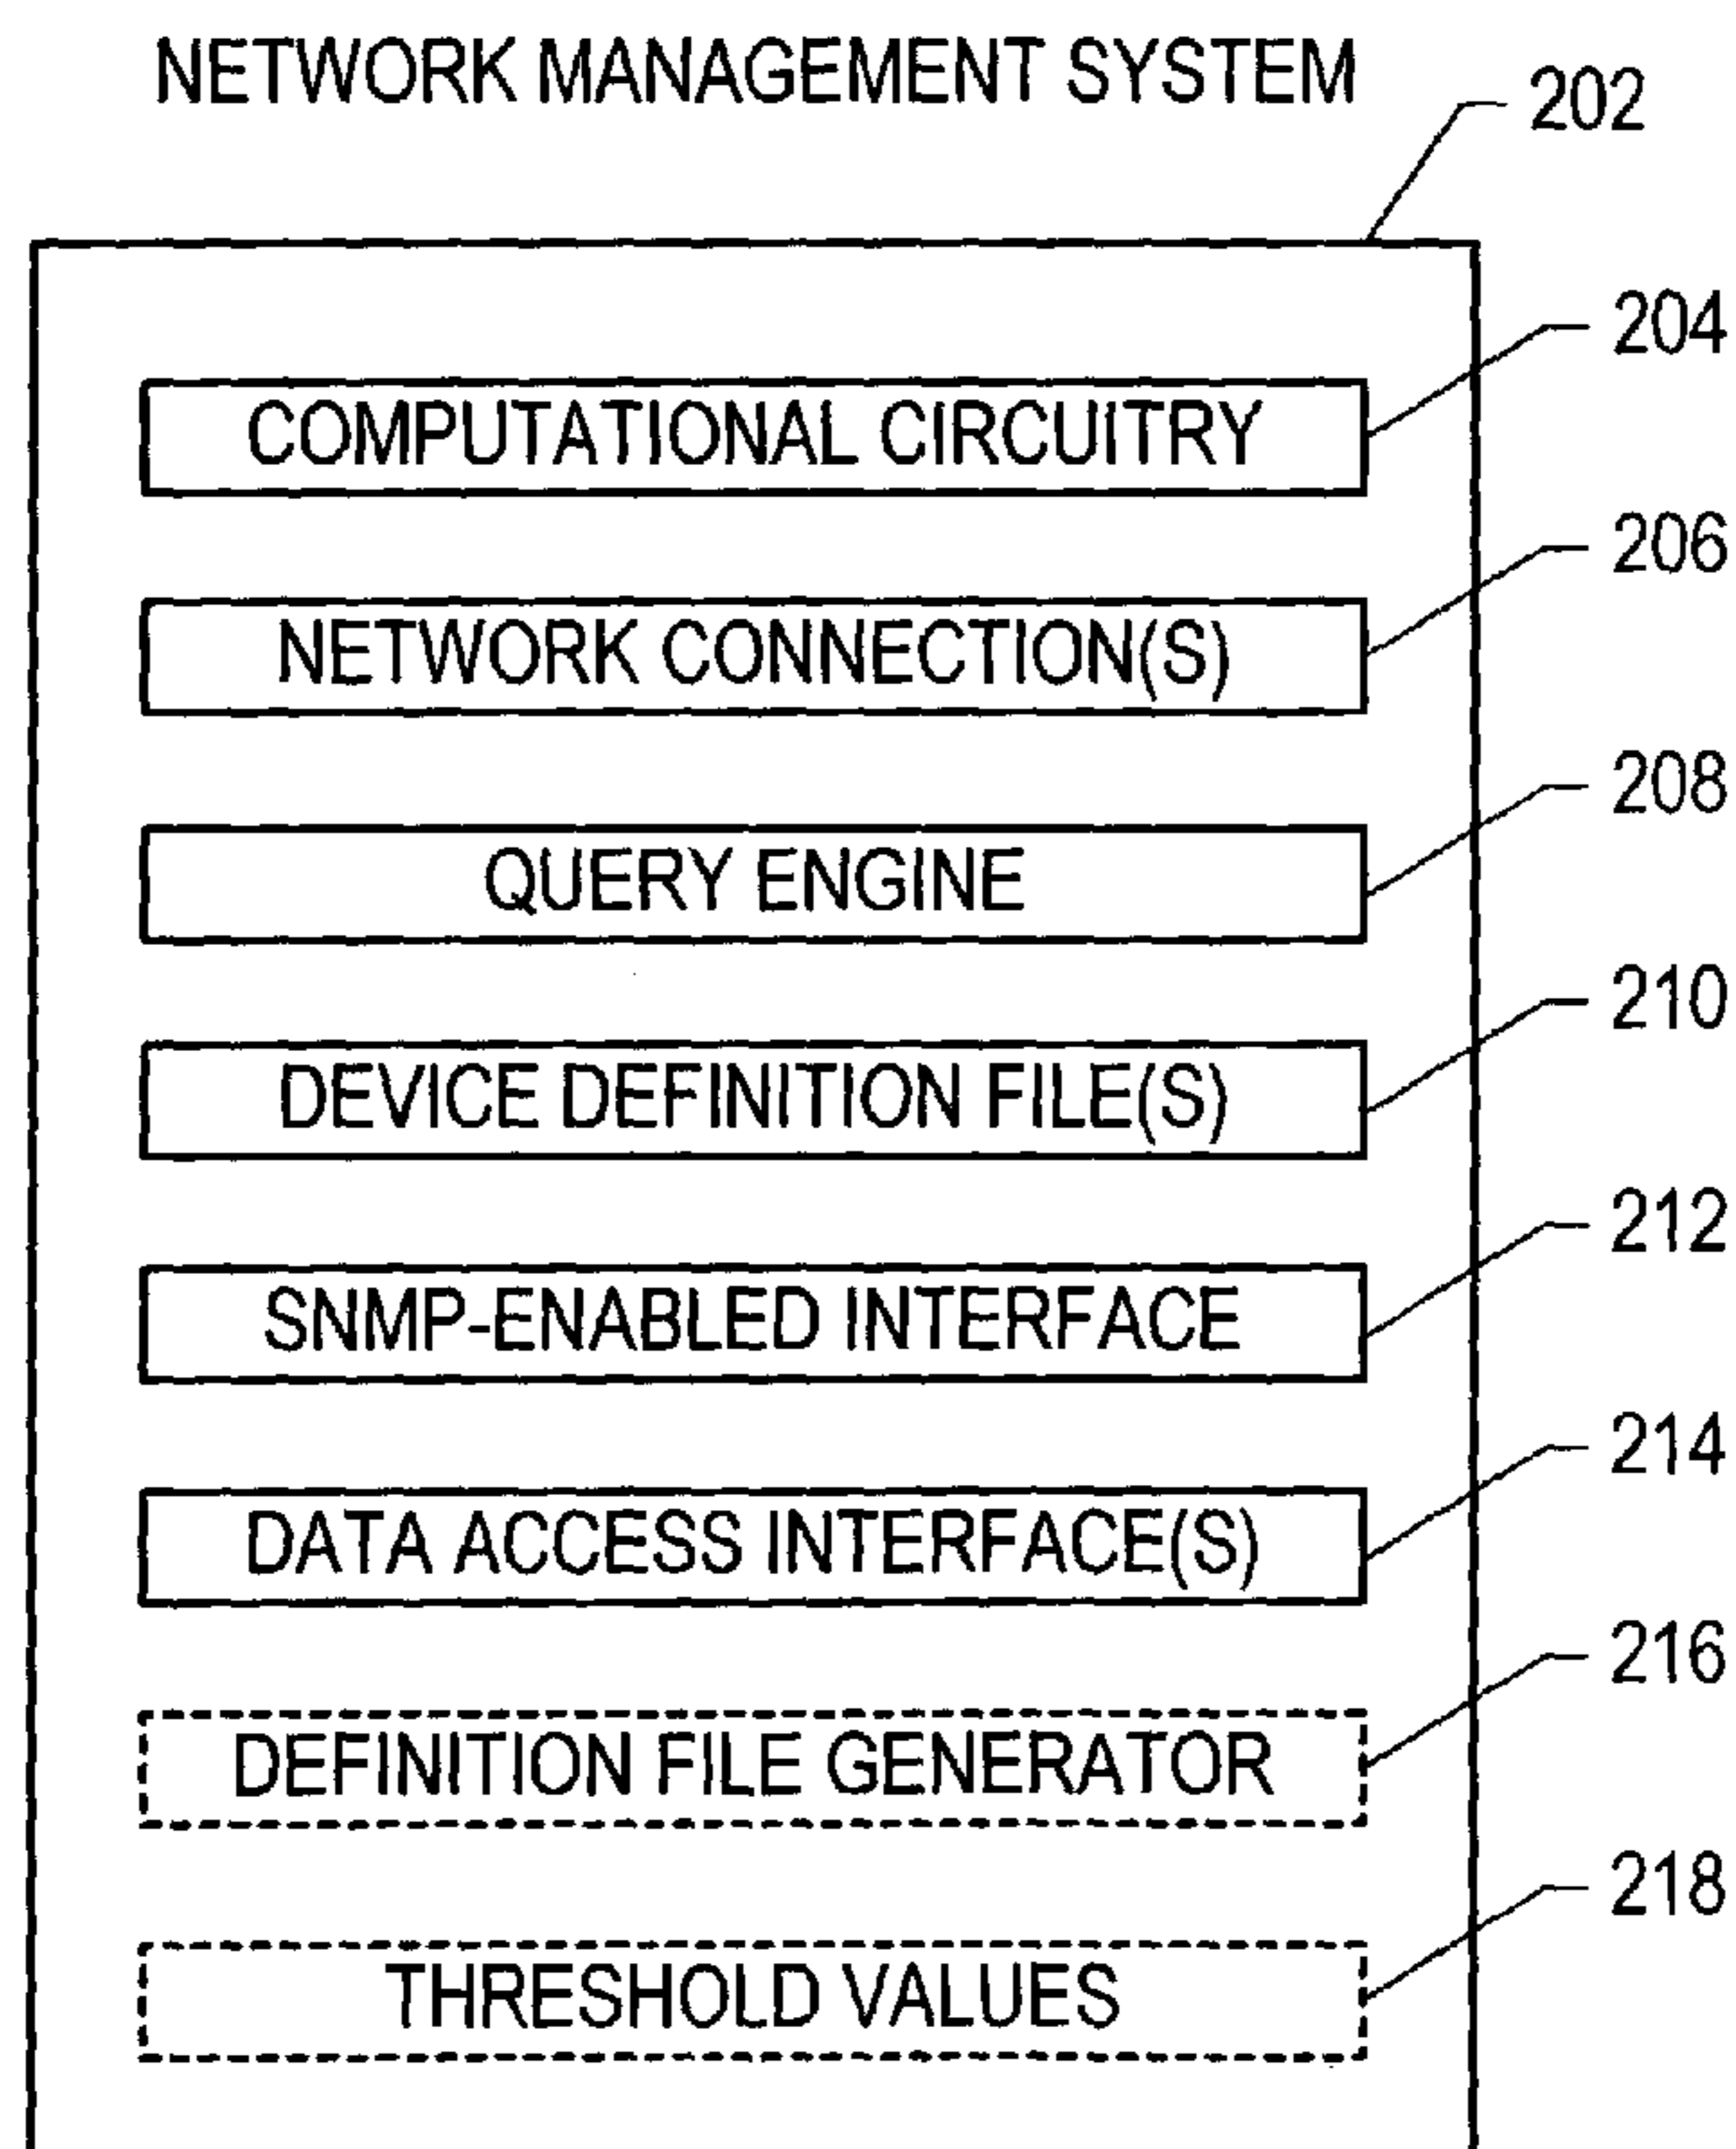 NETWORK MANAGEMENT SYSTEM
202
204
COMPUTATIONAL CIRCUITRY
206
NETWORK CONNECTION(S)
208
QUERY ENGINE
210
DEVICE DEFINITION FILE(S)
212
SNMP-ENABLED INTERFACE
214
DATA ACCESS INTERFACE(S)
216
DEFINITION FILE GENERATOR
218
THRESHOLD VALUES